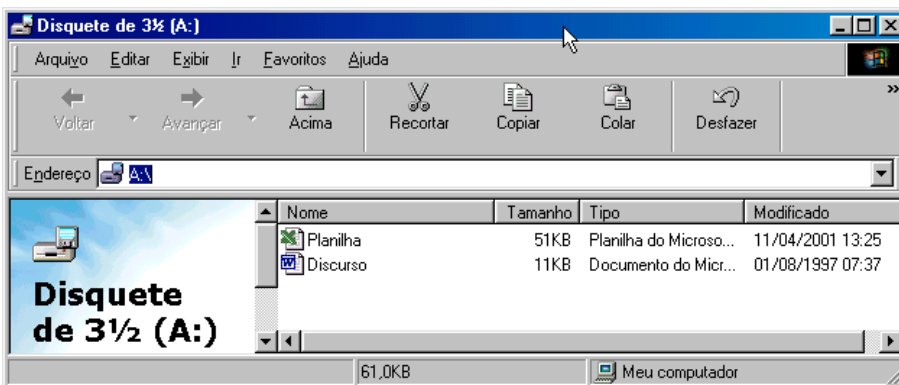 Disquete de 3½ (A:)
Arquivo Editar Exibir Ir Favoritos Ajuda
Voltar Avançar Acima Recortar Copiar Colar Desfazer »
Endereço A:\
Nome Tamanho Tipo Modificado
Planilha 51KB Planilha do Microso... 11/04/2001 13:25
Discurso 11KB Documento do Micr... 01/08/1997 07:37
Disquete
de 3½ (A:)
61,0KB Meu computador